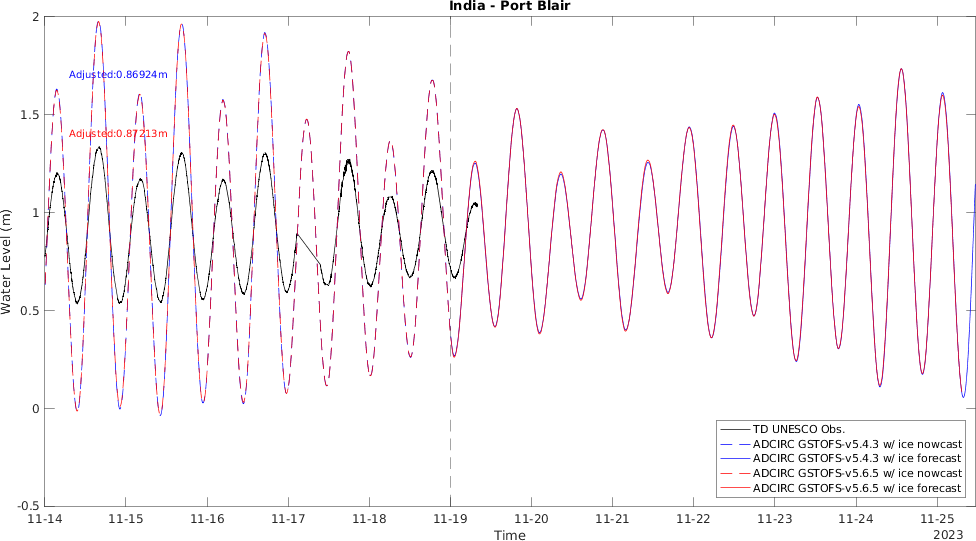 India - Port Blair
2
1.5
1
0.5
0
-0.5
Water Level (m)
Adjusted:0.86924m
Adjusted:0.87213m
TD UNESCO Obs.
ADCIRC GSTOFS-v5.4.3 w/ ice nowcast
ADCIRC GSTOFS-v5.4.3 w/ ice forecast
ADCIRC GSTOFS-v5.6.5 w/ ice nowcast
ADCIRC GSTOFS-v5.6.5 w/ ice forecast
11-14 11-15 11-16 11-17 11-18 11-19 11-20 11-21 11-22 11-23 11-24 11-25
Time
2023